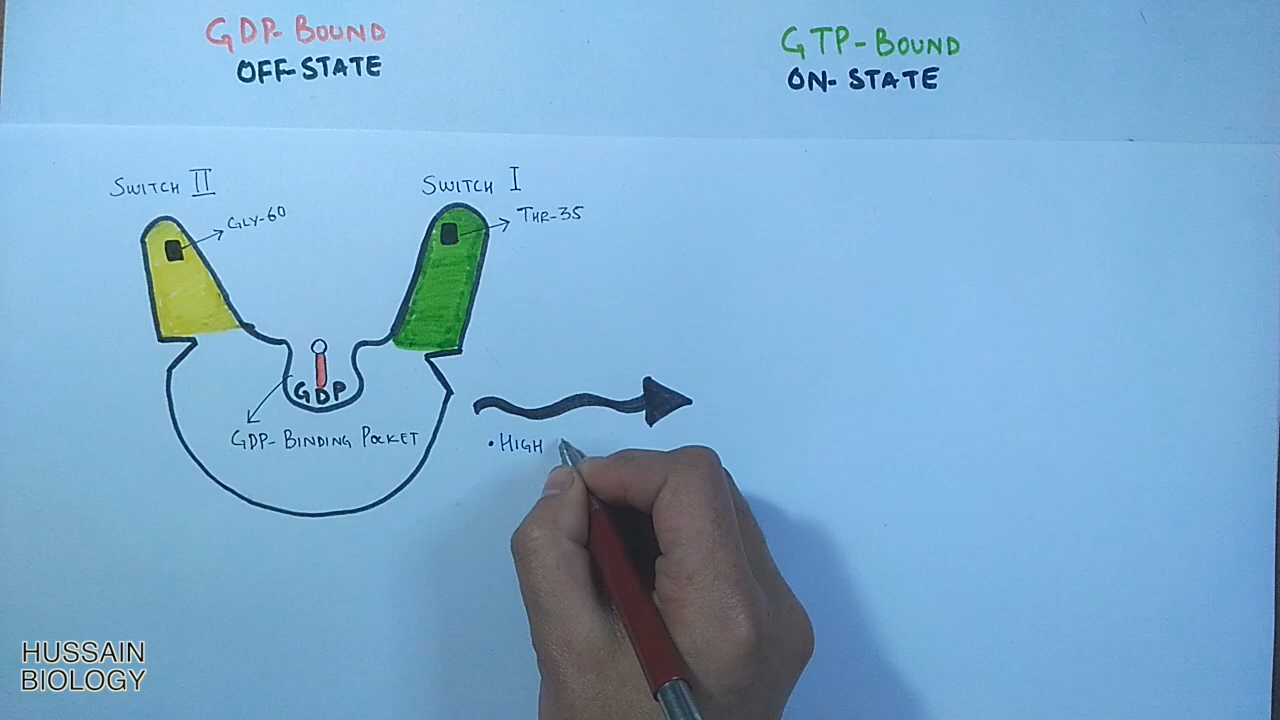 GDP-BOUND
OFF-STATE
GTP-BOUND
ON-STATE
SWITCH II
SWITCH I
GLY-60
THR-35
GDP
GDP-BINDING POCKET
• HIGH
HUSSAIN
BIOLOGY